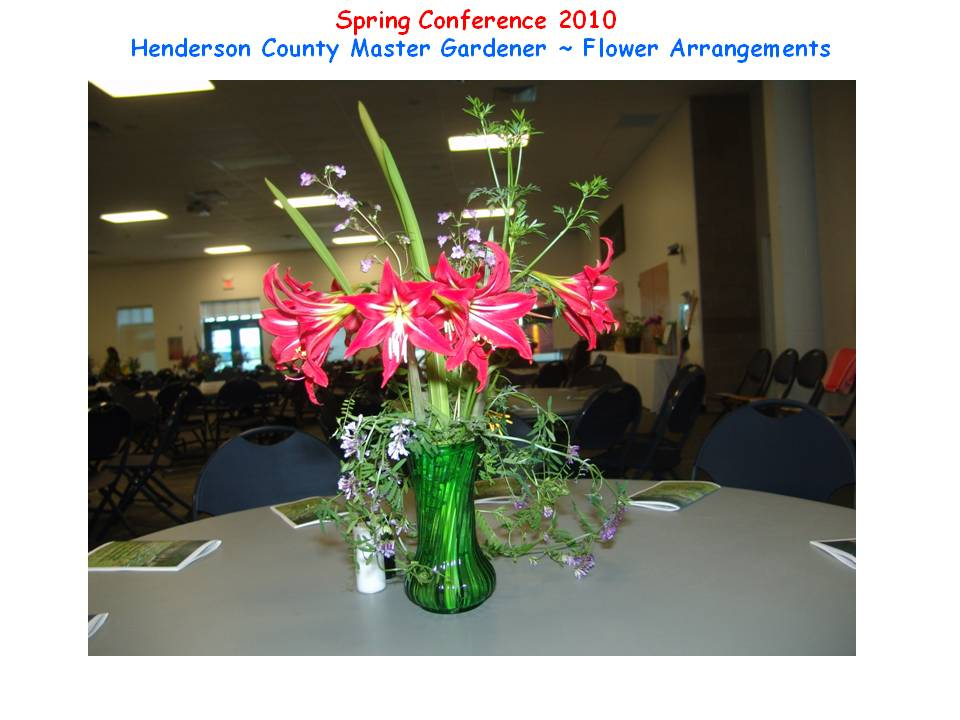 Spring Conference 2010
Henderson County Master Gardener ~ Flower Arrangements